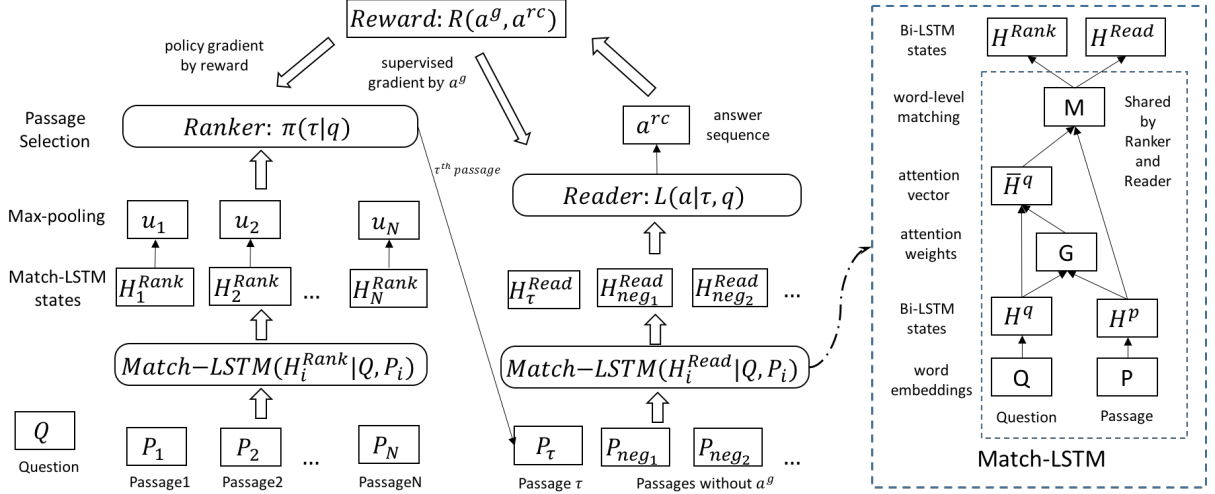 Reward: R(a^g, a^rc)
policy gradient
by reward
supervised
gradient by a^g
Passage
Selection
Ranker: π(τ|q)
a^rc
answer
sequence
τ^th passage
Reader: L(a|τ, q)
Max-pooling
u_1
u_2
u_N
Match-LSTM
states
H_1^Rank
H_2^Rank
...
H_N^Rank
H_τ^Read
H_neg_1^Read
H_neg_2^Read
...
Match−LSTM(H_i^Rank|Q, P_i)
Match−LSTM(H_i^Read|Q, P_i)
Q
Question
P_1
P_2
...
P_N
Passage1
Passage2
PassageN
P_τ
P_neg_1
P_neg_2
...
Passage τ
Passages without a^g
Bi-LSTM
states
H^Rank
H^Read
word-level
matching
M
Shared
by
Ranker
and
Reader
attention
vector
H̅^q
attention
weights
G
Bi-LSTM
states
H^q
H^p
word
embeddings
Q
P
Question
Passage
Match-LSTM